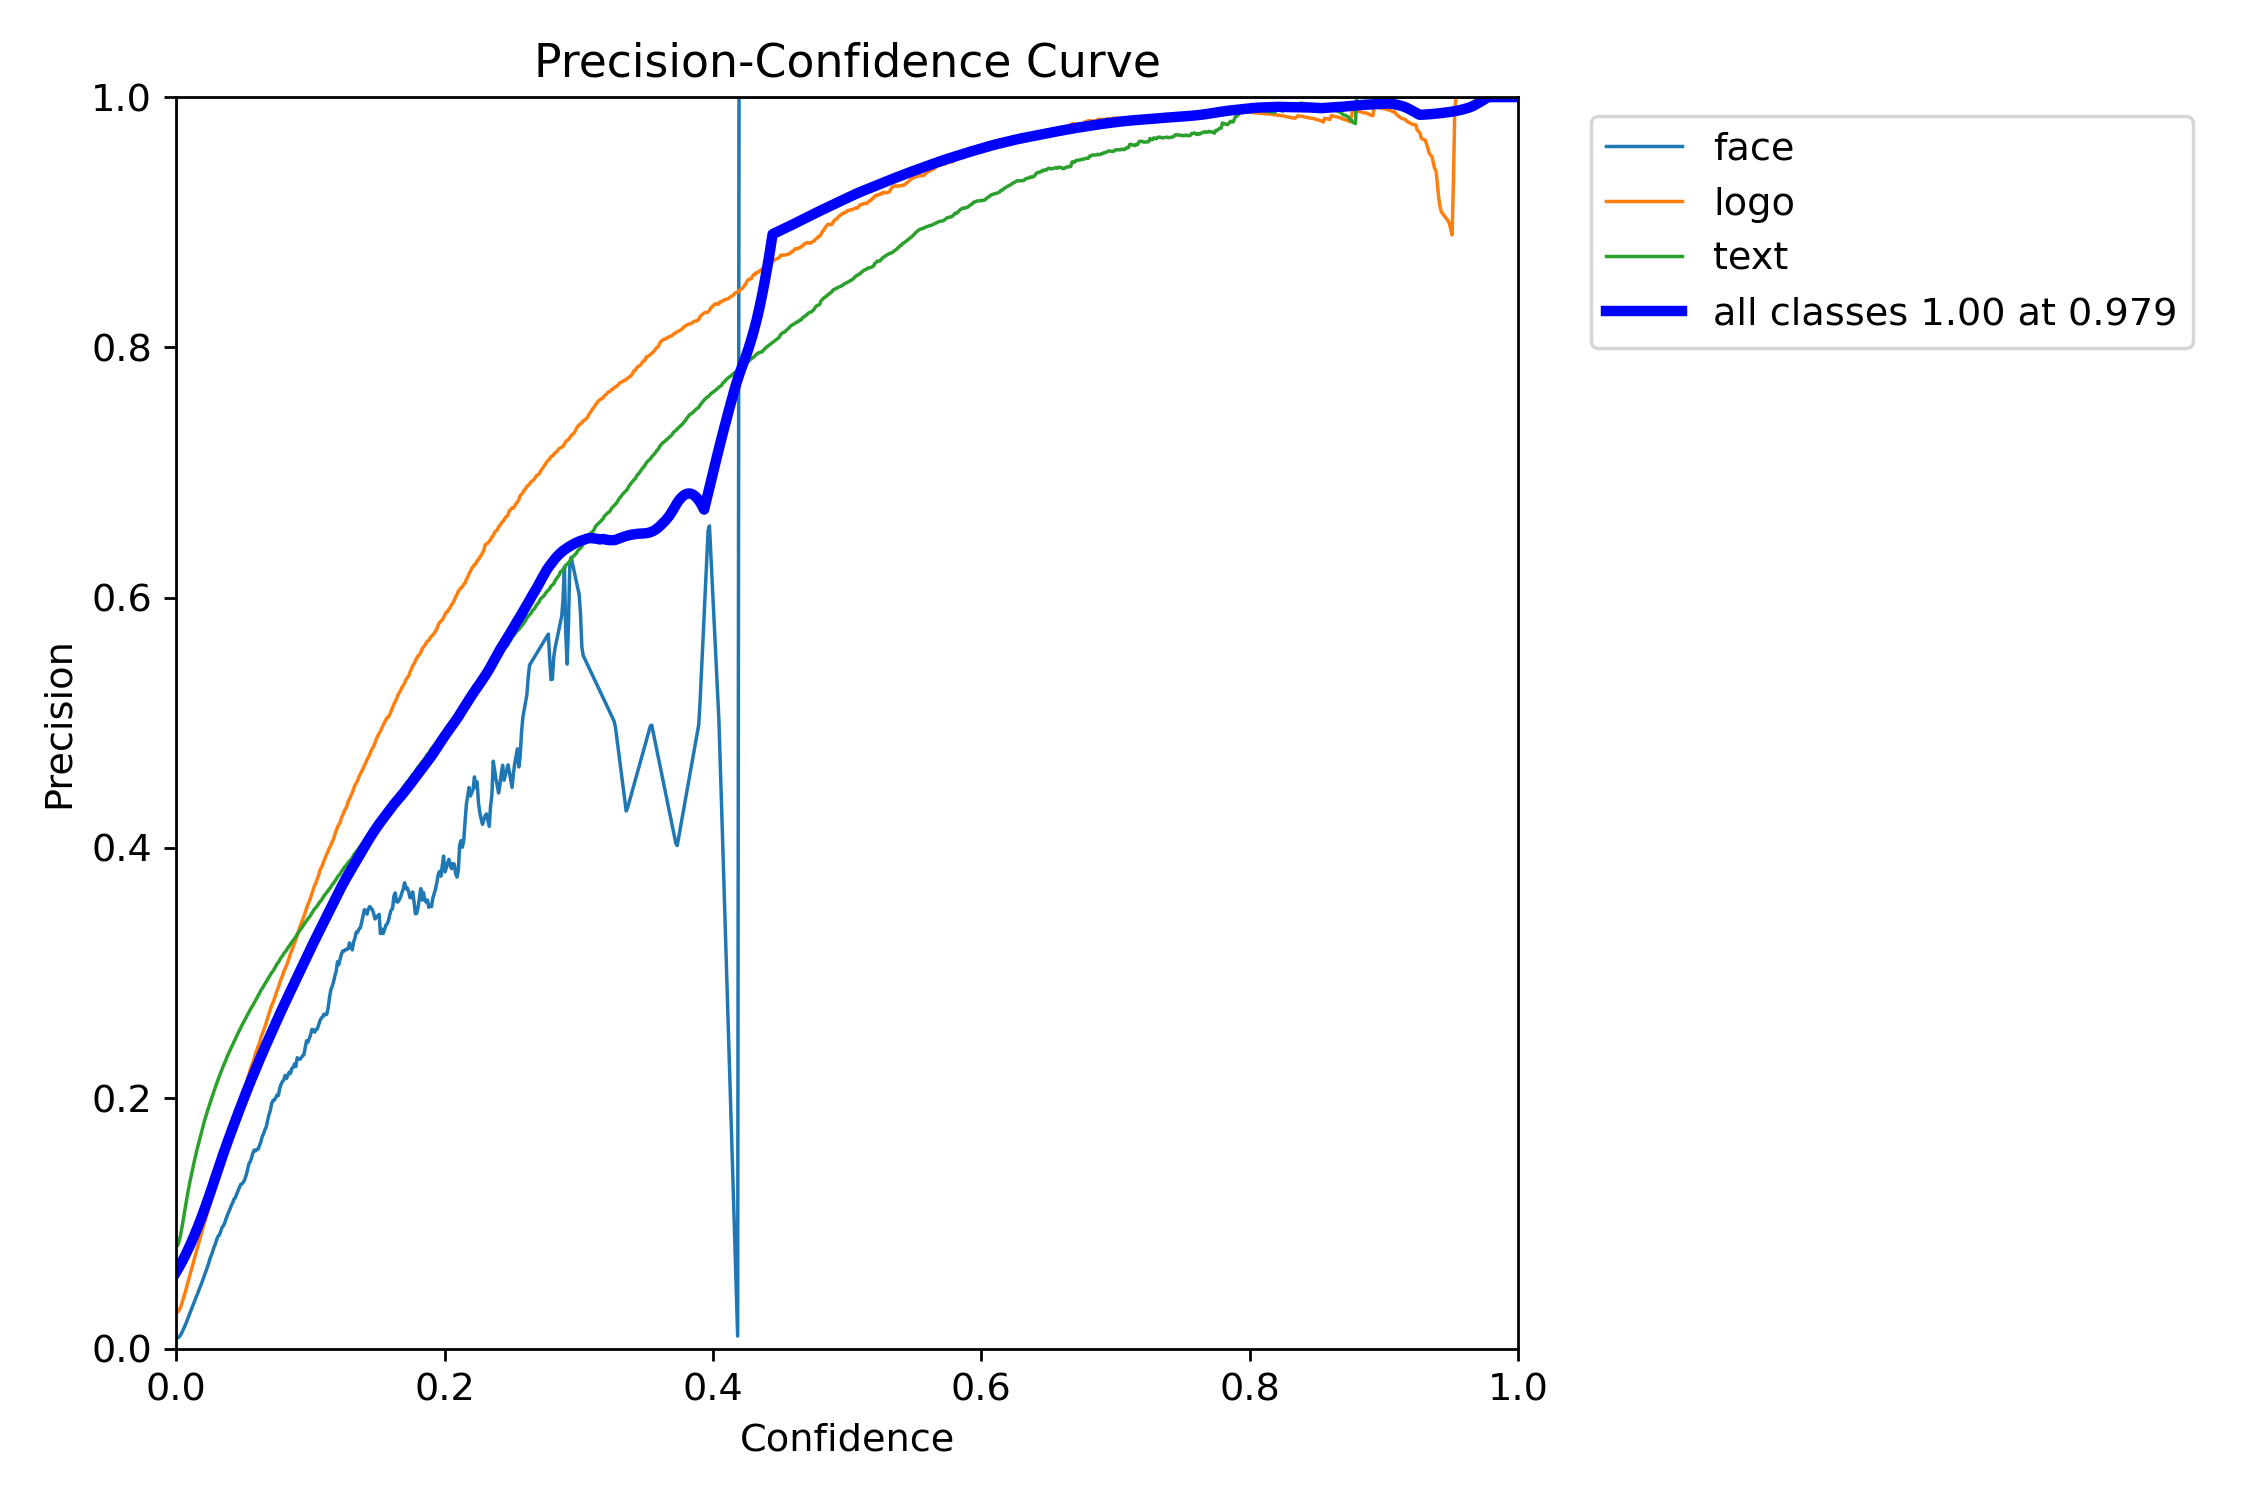 Precision-Confidence Curve
1.0
0.8
0.6
0.4
0.2
0.0
Precision
0.0 0.2 0.4 0.6 0.8 1.0
Confidence
face
logo
text
all classes 1.00 at 0.979